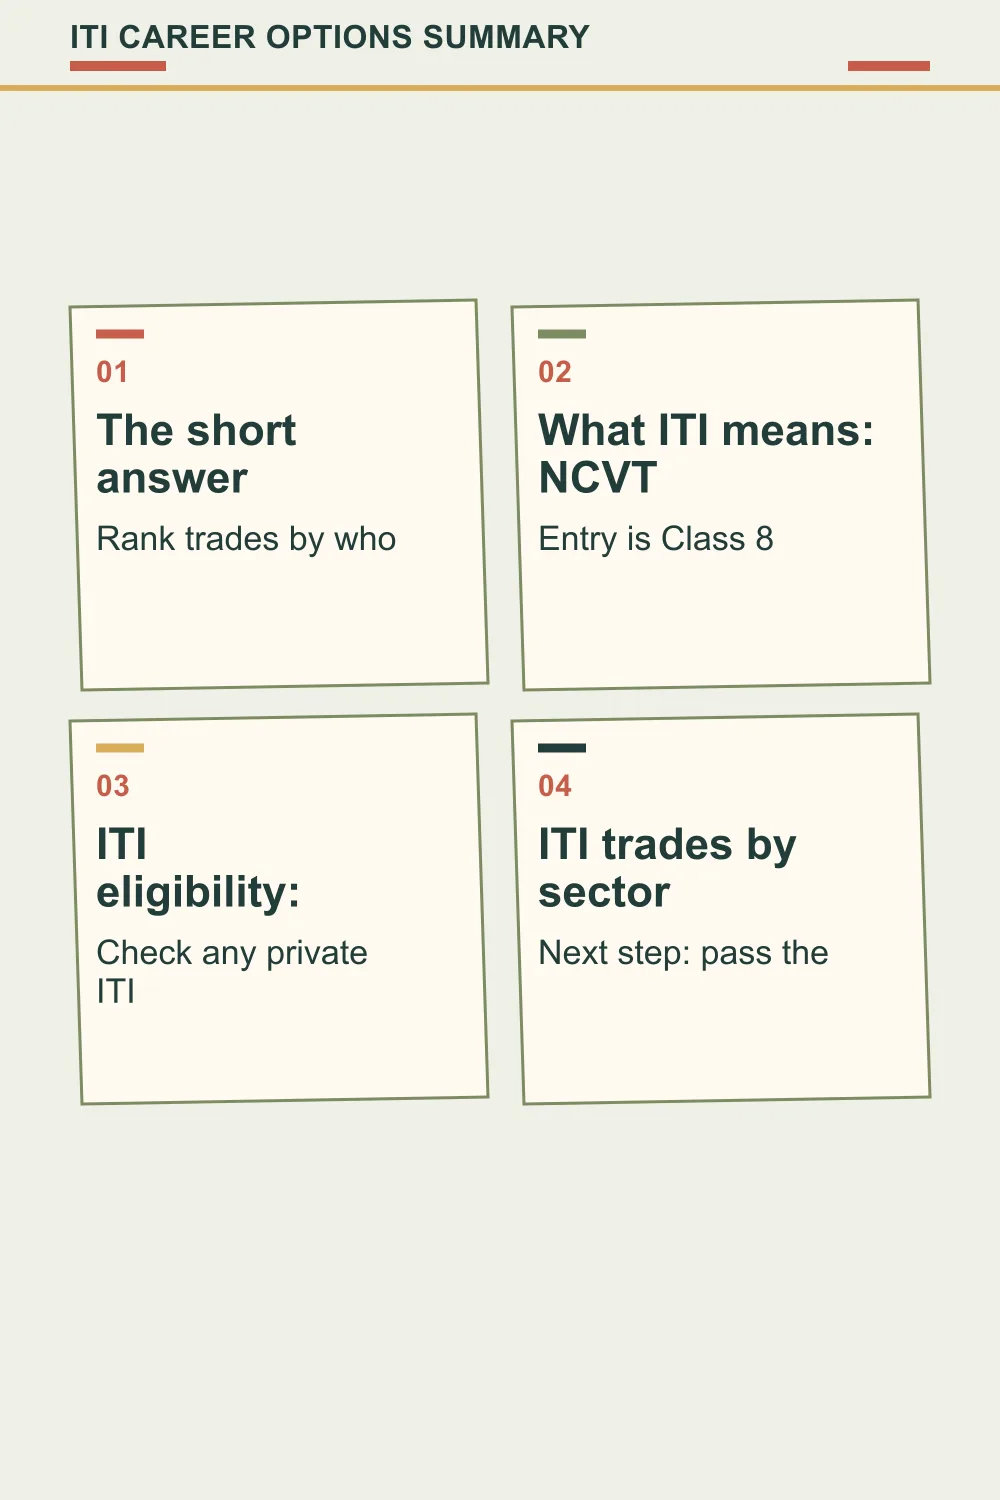 ITI CAREER OPTIONS SUMMARY
01
The short
answer
Rank trades by who
02
What ITI means:
NCVT
Entry is Class 8
03
ITI
eligibility:
Check any private
ITI
04
ITI trades by
sector
Next step: pass the